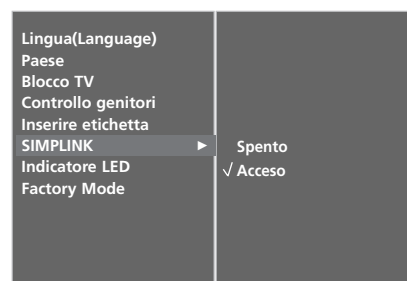 Lingua(Language)
Paese
Blocco TV
Controllo genitori
Inserire etichetta
SIMPLINK ►
Indicatore LED
Factory Mode
Spento
√ Acceso